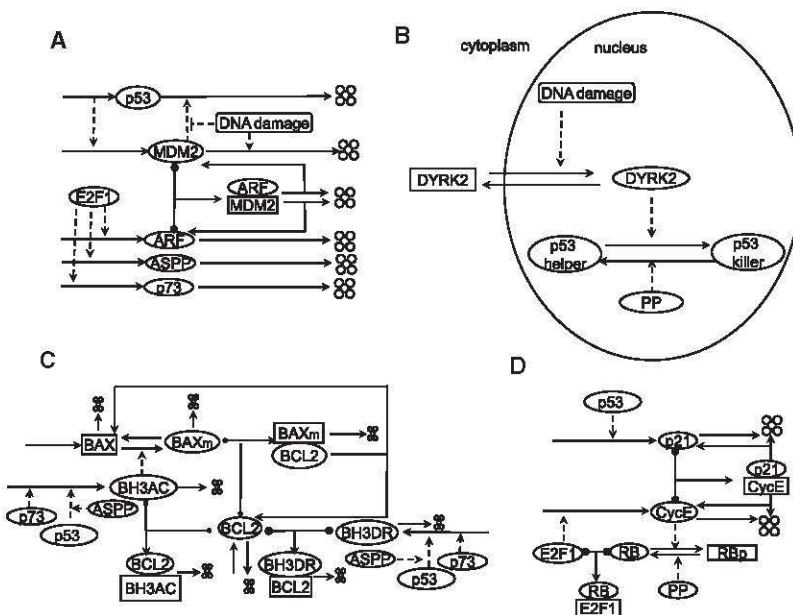 A
p53
DNA damage
MDM2
E2F1
ARF
MDM2
ARF
ASPP
p73
B
cytoplasm
nucleus
DNA damage
DYRK2
DYRK2
p53
helper
p53
killer
PP
C
BAX
BAXm
BAXm
BCL2
BH3AC
p73
p53
ASPP
BCL2
BH3DR
BCL2
BH3AC
BH3DR
BCL2
ASPP
p53
p73
D
p53
p21
p21
CycE
CycE
E2F1
RB
RBp
RB
E2F1
PP